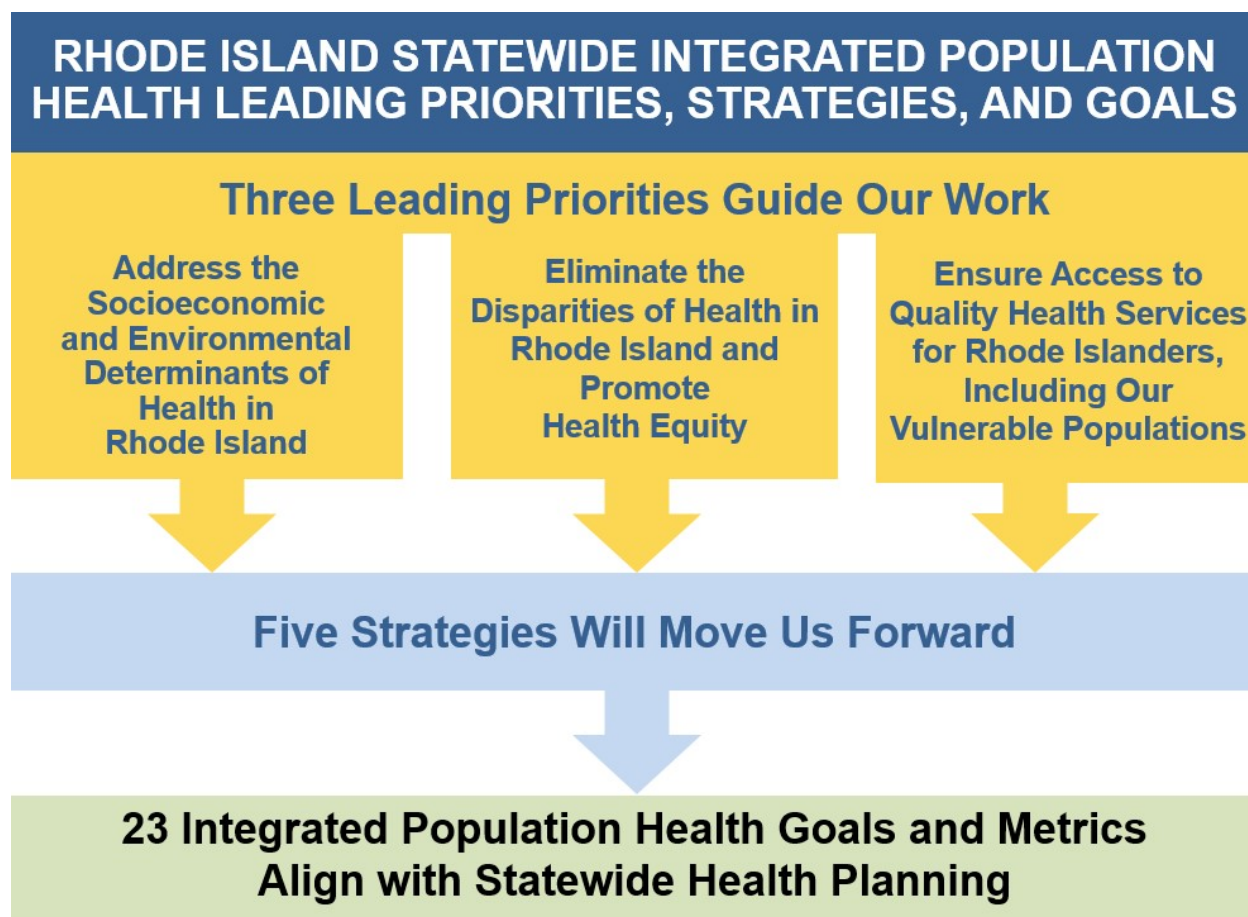 RHODE ISLAND STATEWIDE INTEGRATED POPULATION
HEALTH LEADING PRIORITIES, STRATEGIES, AND GOALS
Three Leading Priorities Guide Our Work
Address the
Socioeconomic
and Environmental
Determinants of
Health in
Rhode Island
Eliminate the
Disparities of Health in
Rhode Island and
Promote
Health Equity
Ensure Access to
Quality Health Services
for Rhode Islanders,
Including Our
Vulnerable Populations
Five Strategies Will Move Us Forward
23 Integrated Population Health Goals and Metrics
Align with Statewide Health Planning